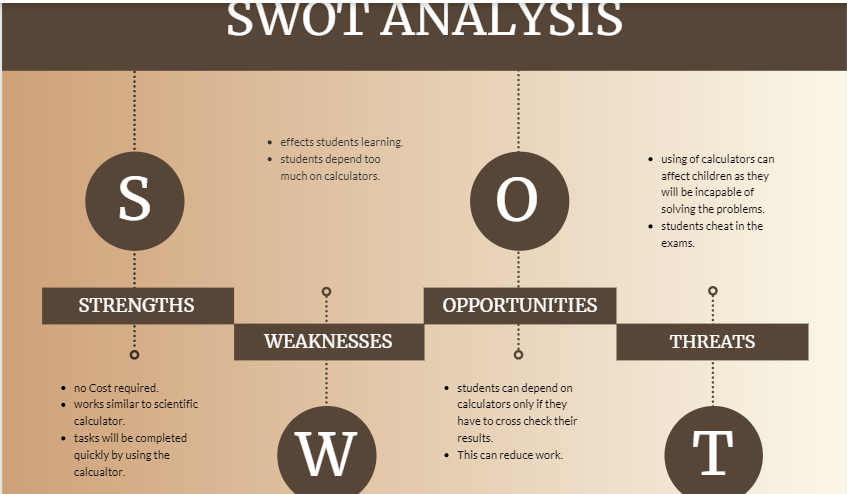 SWOT ANALYSIS
S
STRENGTHS
• no Cost required.
• works similar to scientific
calculator.
• tasks will be completed
quickly by using the
calcualtor.
• effects students learning.
• students depend too
much on calculators.
WEAKNESSES
W
O
OPPORTUNITIES
• students can depend on
calculators only if they
have to cross check their
results.
• This can reduce work.
• using of calculators can
affect children as they
will be incapable of
solving the problems.
• students cheat in the
exams.
THREATS
T